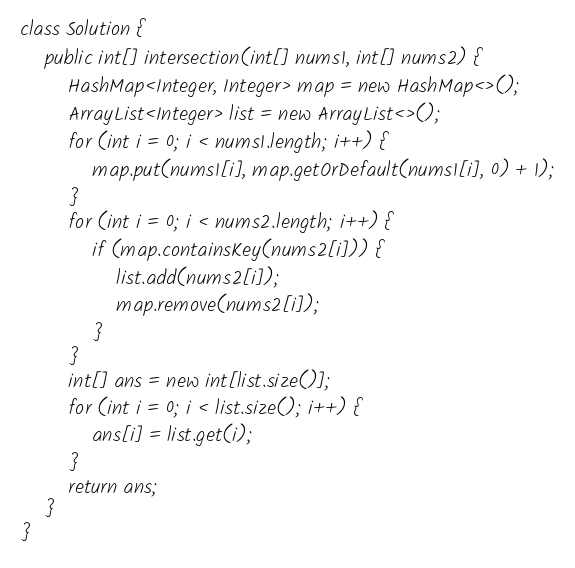 class Solution {
    public int[] intersection(int[] nums1, int[] nums2) {
        HashMap<Integer, Integer> map = new HashMap<>();
        ArrayList<Integer> list = new ArrayList<>();
        for (int i = 0; i < nums1.length; i++) {
            map.put(nums1[i], map.getOrDefault(nums1[i], 0) + 1);
        }
        for (int i = 0; i < nums2.length; i++) {
            if (map.containsKey(nums2[i])) {
                list.add(nums2[i]);
                map.remove(nums2[i]);
            }
        }
        int[] ans = new int[list.size()];
        for (int i = 0; i < list.size(); i++) {
            ans[i] = list.get(i);
        }
        return ans;
    }
}